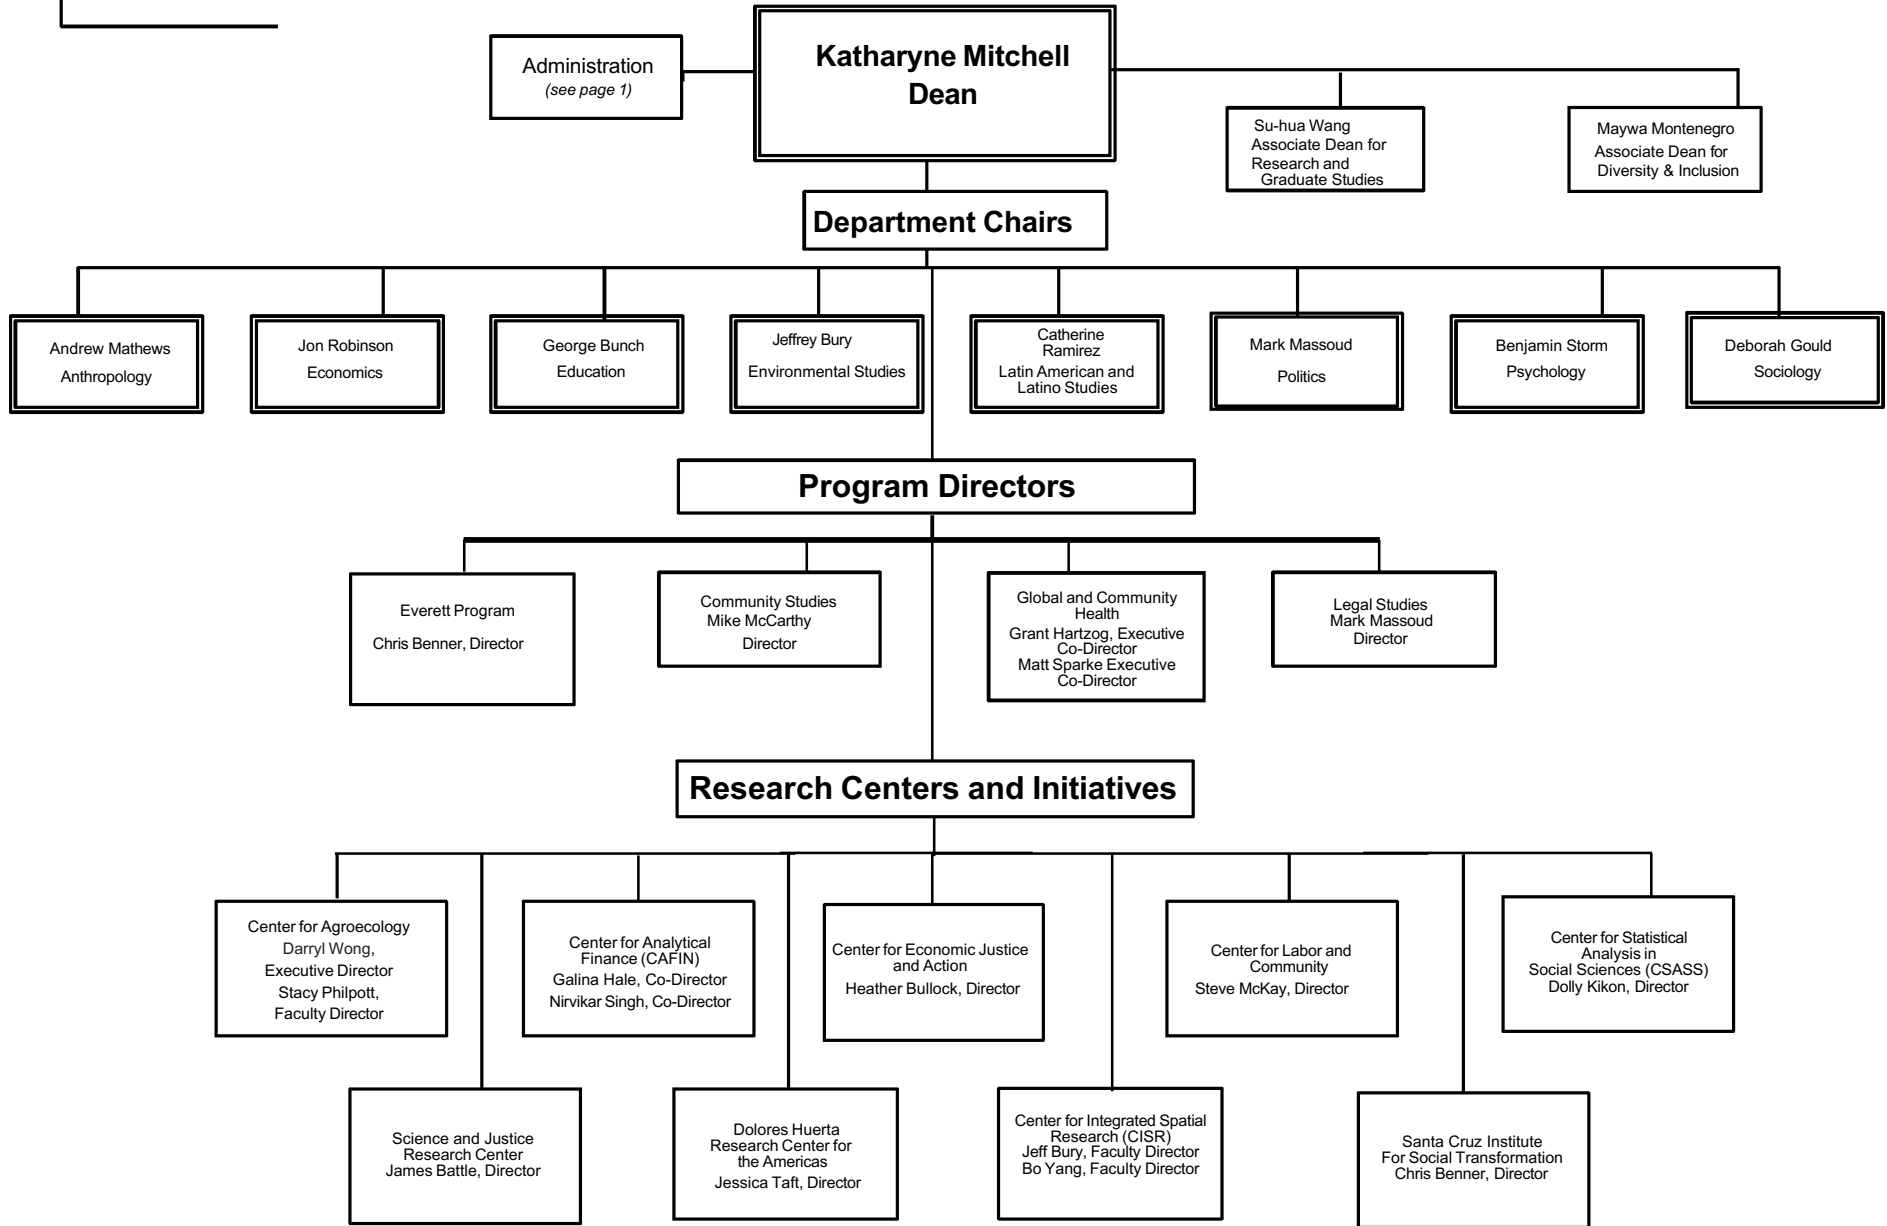 Administration
(see page 1)
Katharyne Mitchell
Dean
Su-hua Wang
Associate Dean for
Research and
Graduate Studies
Maywa Montenegro
Associate Dean for
Diversity & Inclusion
Department Chairs
Andrew Mathews
Anthropology
Jon Robinson
Economics
George Bunch
Education
Jeffrey Bury
Environmental Studies
Catherine
Ramirez
Latin American and
Latino Studies
Mark Massoud
Politics
Benjamin Storm
Psychology
Deborah Gould
Sociology
Program Directors
Everett Program
Chris Benner, Director
Community Studies
Mike McCarthy
Director
Global and Community
Health
Grant Hartzog, Executive
Co-Director
Matt Sparke Executive
Co-Director
Legal Studies
Mark Massoud
Director
Research Centers and Initiatives
Center for Agroecology
Darryl Wong,
Executive Director
Stacy Philpott,
Faculty Director
Center for Analytical
Finance (CAFIN)
Galina Hale, Co-Director
Nirvikar Singh, Co-Director
Center for Economic Justice
and Action
Heather Bullock, Director
Center for Labor and
Community
Steve McKay, Director
Center for Statistical
Analysis in
Social Sciences (CSASS)
Dolly Kikon, Director
Science and Justice
Research Center
James Battle, Director
Dolores Huerta
Research Center for
the Americas
Jessica Taft, Director
Center for Integrated Spatial
Research (CISR)
Jeff Bury, Faculty Director
Bo Yang, Faculty Director
Santa Cruz Institute
For Social Transformation
Chris Benner, Director